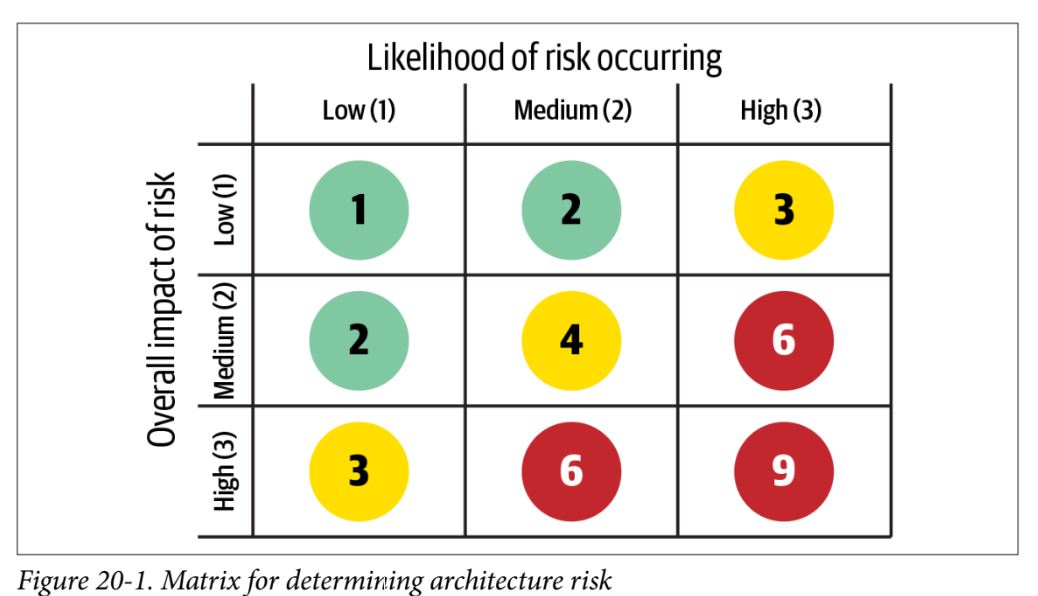 Likelihood of risk occurring
Low (1) Medium (2) High (3)
Overall impact of risk
Low (1) 1 2 3
Medium (2) 2 4 6
High (3) 3 6 9
Figure 20-1. Matrix for determining architecture risk